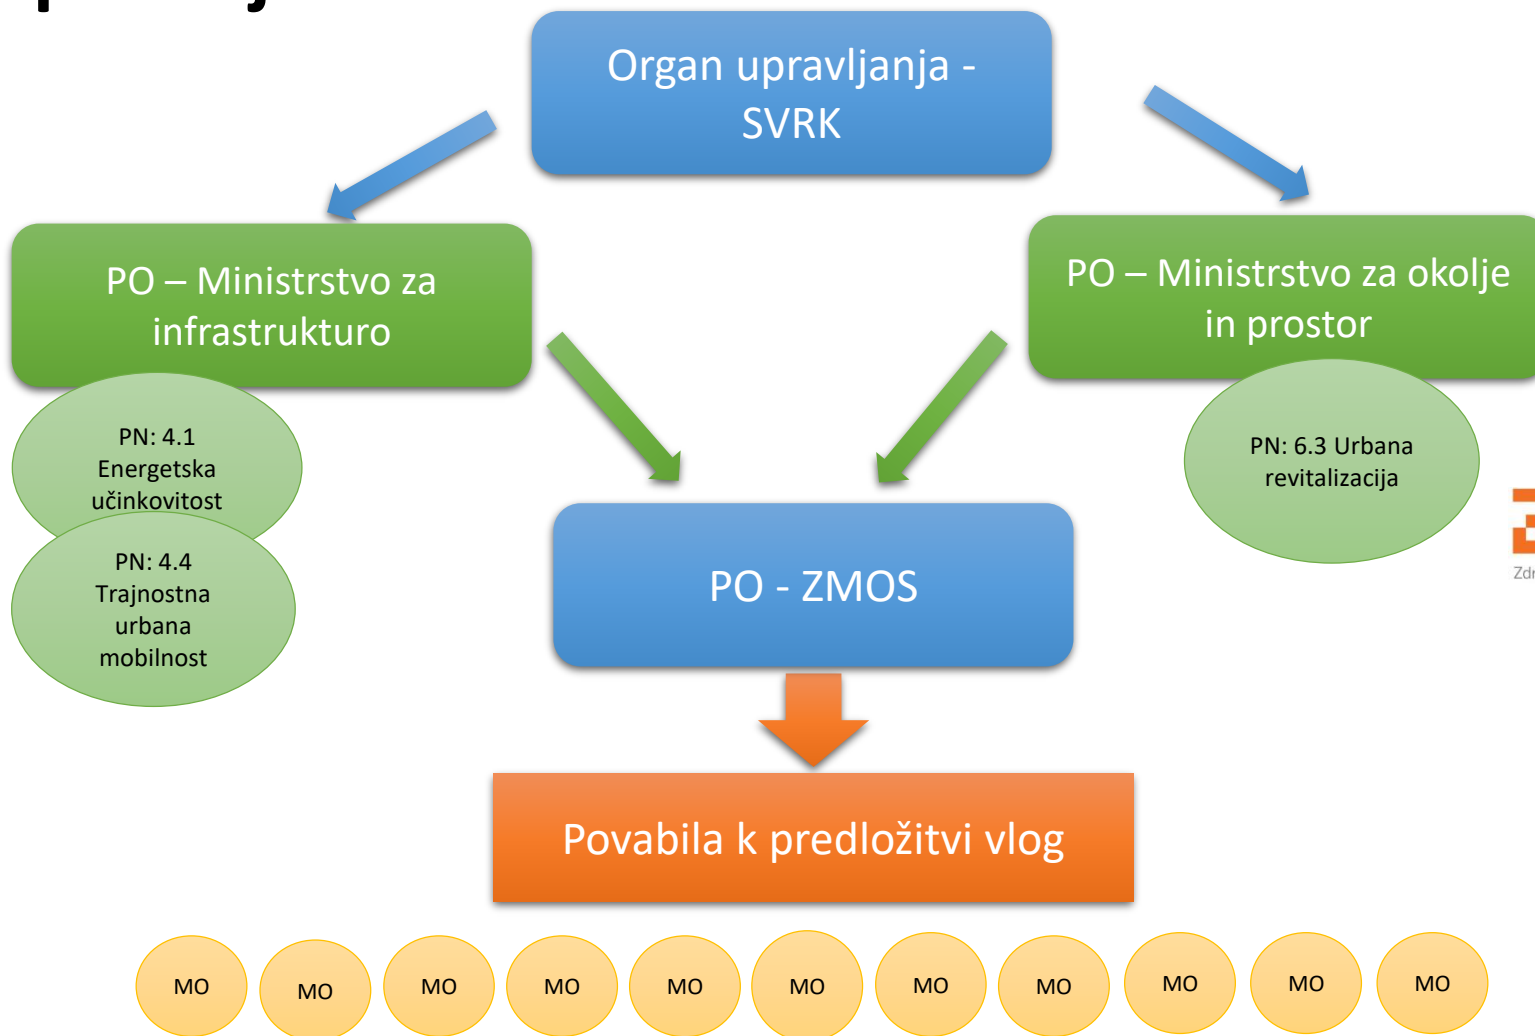 Organ upravljanja -
SVRK
PO – Ministrstvo za
infrastrukturo
PO – Ministrstvo za okolje
in prostor
PN: 4.1
Energetska
učinkovitost
PN: 6.3 Urbana
revitalizacija
PN: 4.4
Trajnostna
urbana
mobilnost
PO - ZMOS
Povabila k predložitvi vlog
MO
MO
MO
MO
MO
MO
MO
MO
MO
MO
MO